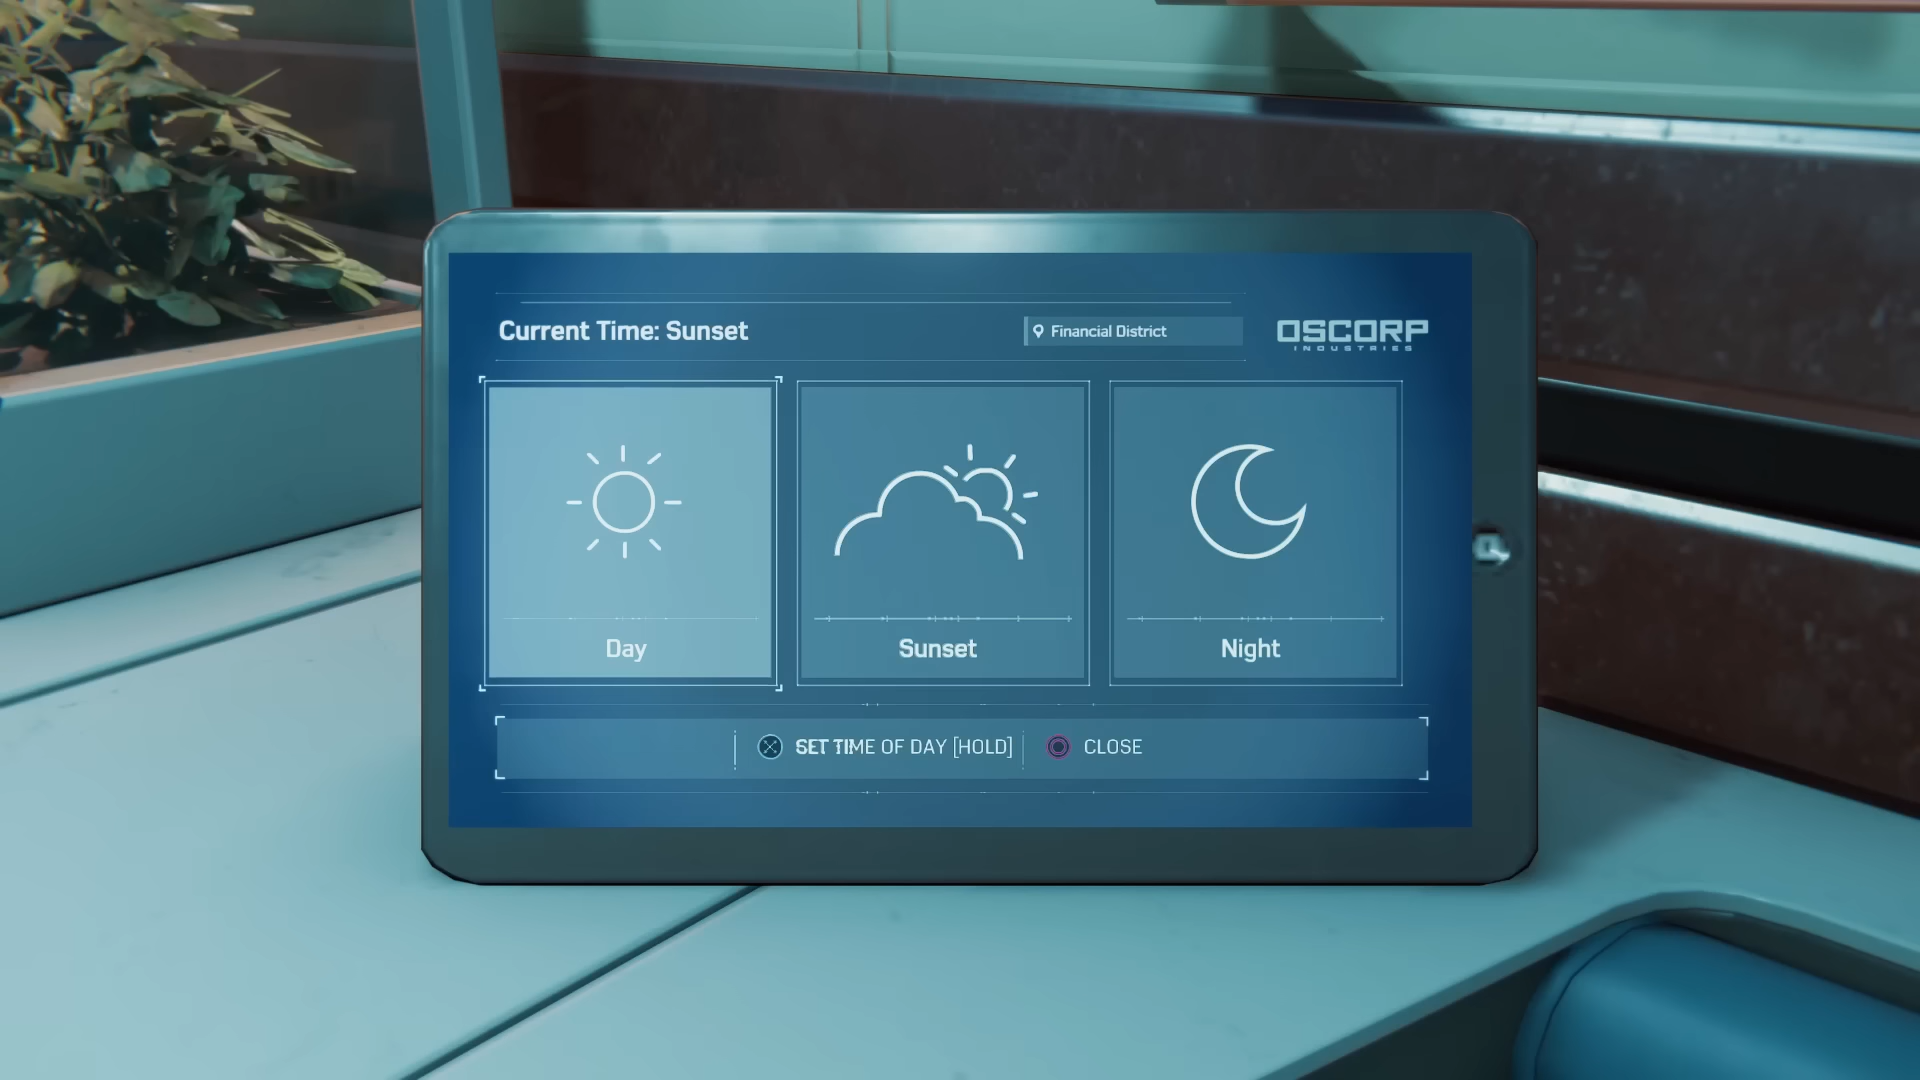 Current Time: Sunset
Financial District
OSCORP
INDUSTRIES
Day
Sunset
Night
SET TIME OF DAY [HOLD]
CLOSE